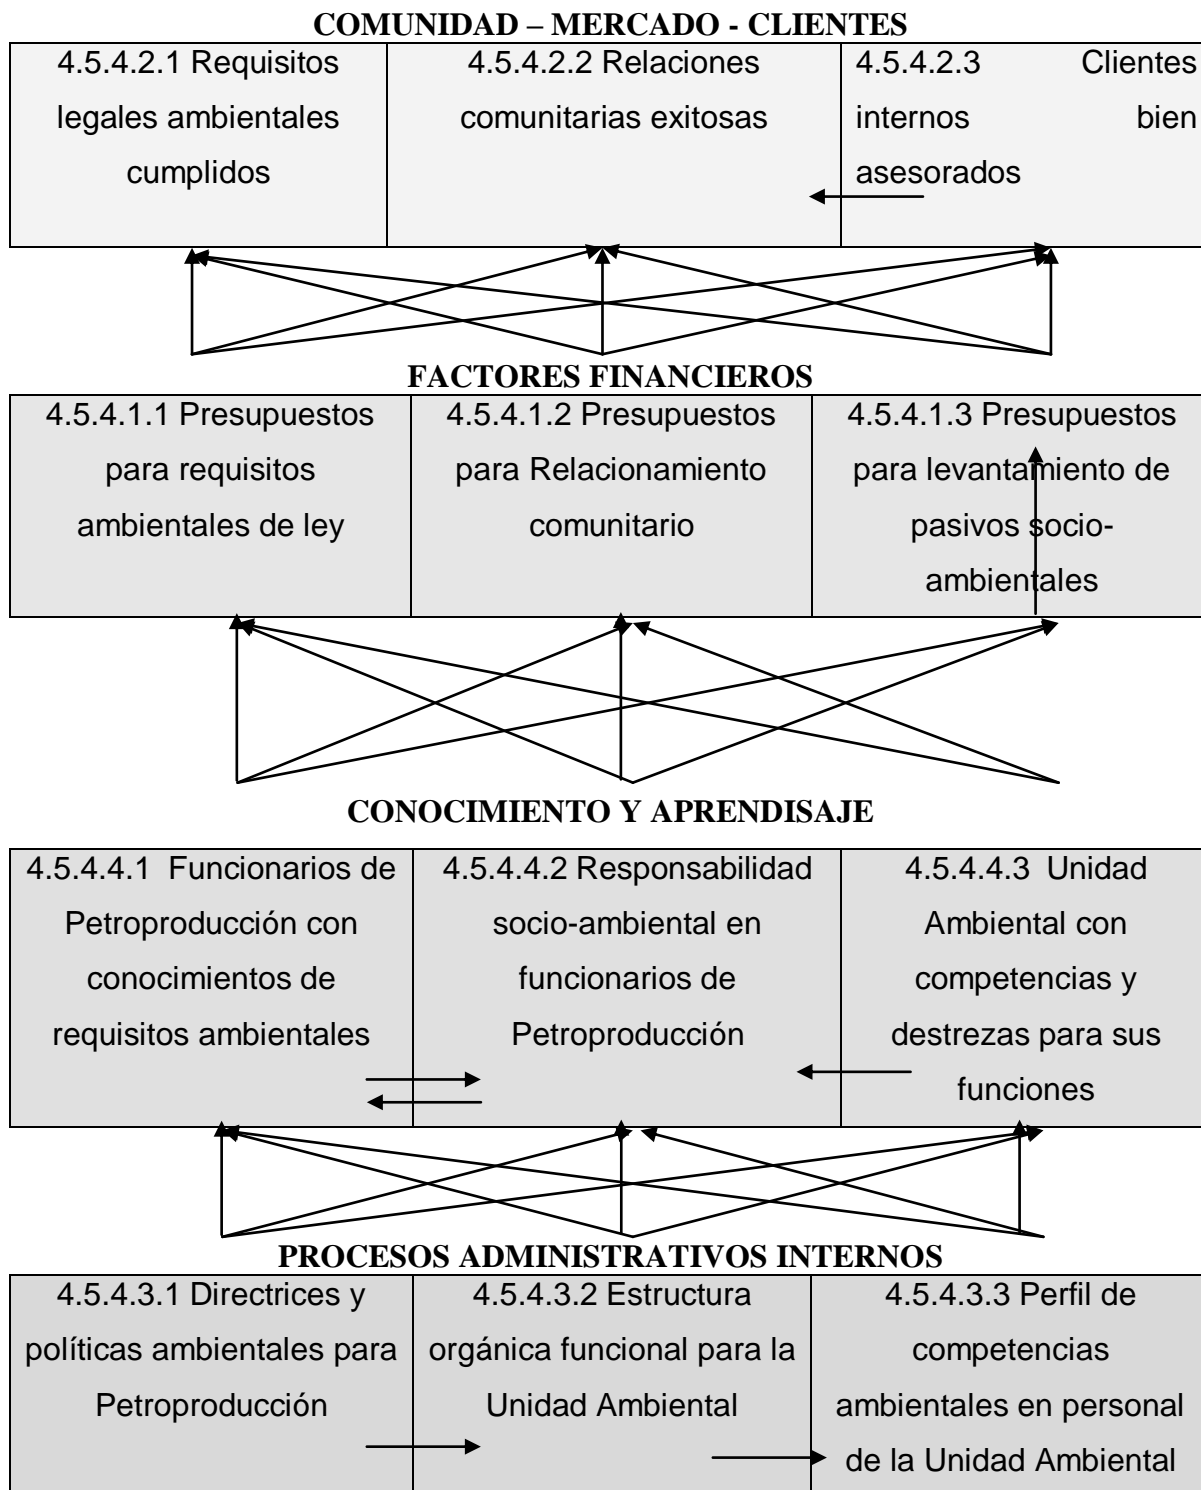 COMUNIDAD – MERCADO - CLIENTES
4.5.4.2.1 Requisitos
legales ambientales
cumplidos
4.5.4.2.2 Relaciones
comunitarias exitosas
4.5.4.2.3 Clientes
internos bien
asesorados
FACTORES FINANCIEROS
4.5.4.1.1 Presupuestos
para requisitos
ambientales de ley
4.5.4.1.2 Presupuestos
para Relacionamiento
comunitario
4.5.4.1.3 Presupuestos
para levantamiento de
pasivos socio-
ambientales
CONOCIMIENTO Y APRENDISAJE
4.5.4.4.1 Funcionarios de
Petroproducción con
conocimientos de
requisitos ambientales
4.5.4.4.2 Responsabilidad
socio-ambiental en
funcionarios de
Petroproducción
4.5.4.4.3 Unidad
Ambiental con
competencias y
destrezas para sus
funciones
PROCESOS ADMINISTRATIVOS INTERNOS
4.5.4.3.1 Directrices y
políticas ambientales para
Petroproducción
4.5.4.3.2 Estructura
orgánica funcional para la
Unidad Ambiental
4.5.4.3.3 Perfil de
competencias
ambientales en personal
de la Unidad Ambiental